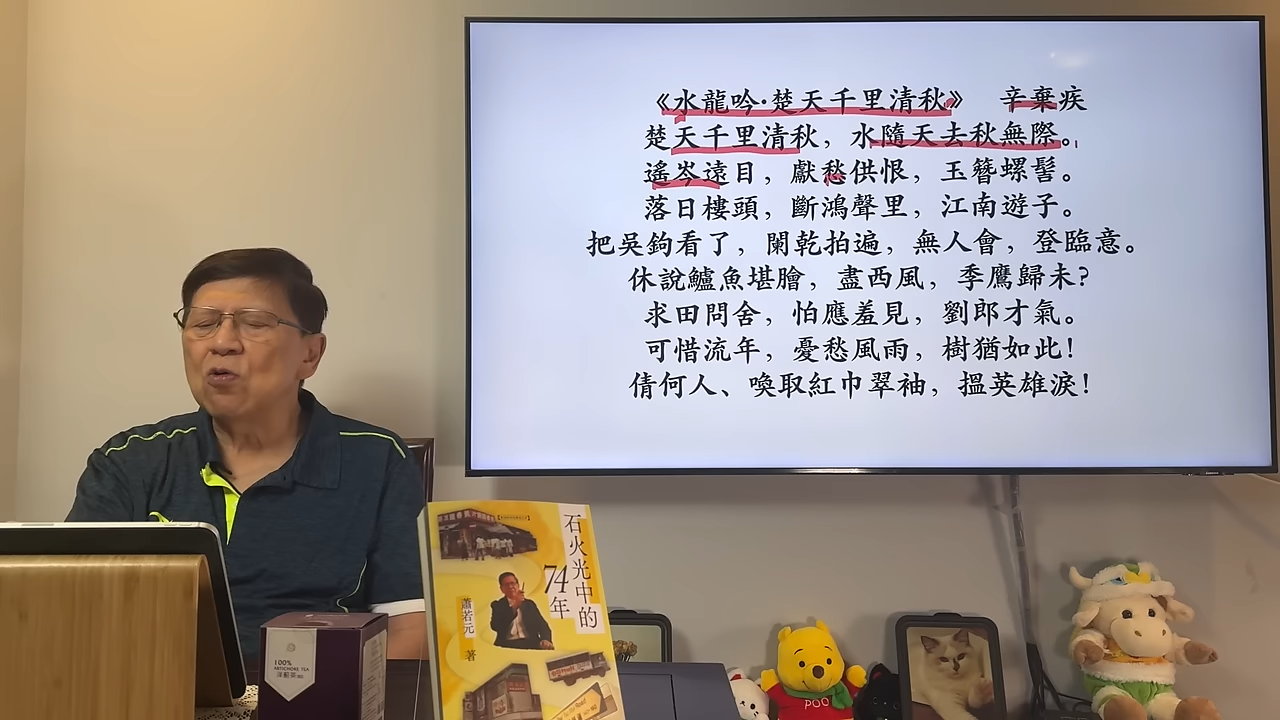 《水龍吟·楚天千里清秋》 辛棄疾
楚天千里清秋，水隨天去秋無際。
遙岑遠目，獻愁供恨，玉簪螺髻。
落日樓頭，斷鴻聲里，江南遊子。
把吳鉤看了，闌乾拍遍，無人會，登臨意。
休說鱸魚堪膾，盡西風，季鷹歸未?
求田問舍，怕應羞見，劉郎才氣。
可惜流年，憂愁風雨，樹猶如此!
倩何人、喚取紅巾翠袖，搵英雄淚!
石火光中的
74年
蕭若元 著
100%
ARTICHOKE TEA
POO